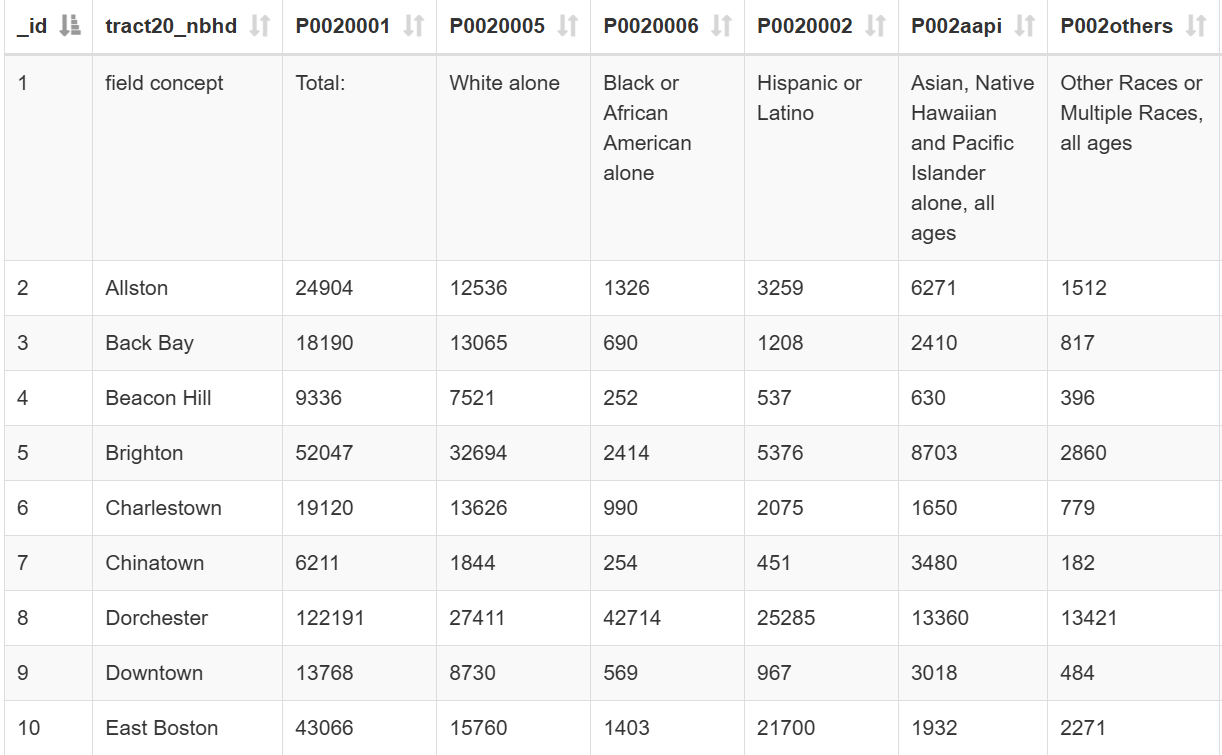 _id tract20_nbhd P0020001 P0020005 P0020006 P0020002 P002aapi P002others
1 field concept Total: White alone Black or Hispanic or Asian, Native Other Races or
African Latino Hawaiian Multiple Races,
American and Pacific all ages
alone Islander
alone, all
ages
2 Allston 24904 12536 1326 3259 6271 1512
3 Back Bay 18190 13065 690 1208 2410 817
4 Beacon Hill 9336 7521 252 537 630 396
5 Brighton 52047 32694 2414 5376 8703 2860
6 Charlestown 19120 13626 990 2075 1650 779
7 Chinatown 6211 1844 254 451 3480 182
8 Dorchester 122191 27411 42714 25285 13360 13421
9 Downtown 13768 8730 569 967 3018 484
10 East Boston 43066 15760 1403 21700 1932 2271